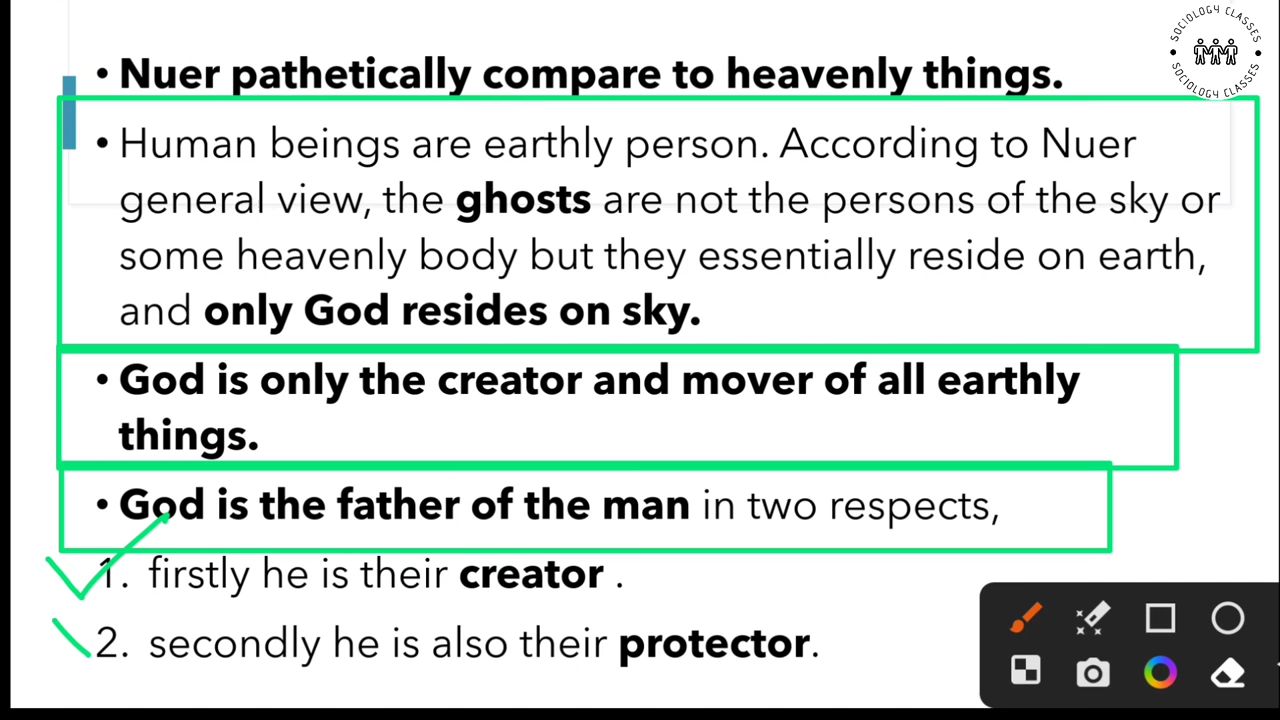 SOCIOLOGY CLASSES
SOCIOLOGY CLASSES
• Nuer pathetically compare to heavenly things.
• Human beings are earthly person. According to Nuer
general view, the ghosts are not the persons of the sky or
some heavenly body but they essentially reside on earth,
and only God resides on sky.
• God is only the creator and mover of all earthly
things.
• God is the father of the man in two respects,
1. firstly he is their creator .
2. secondly he is also their protector.